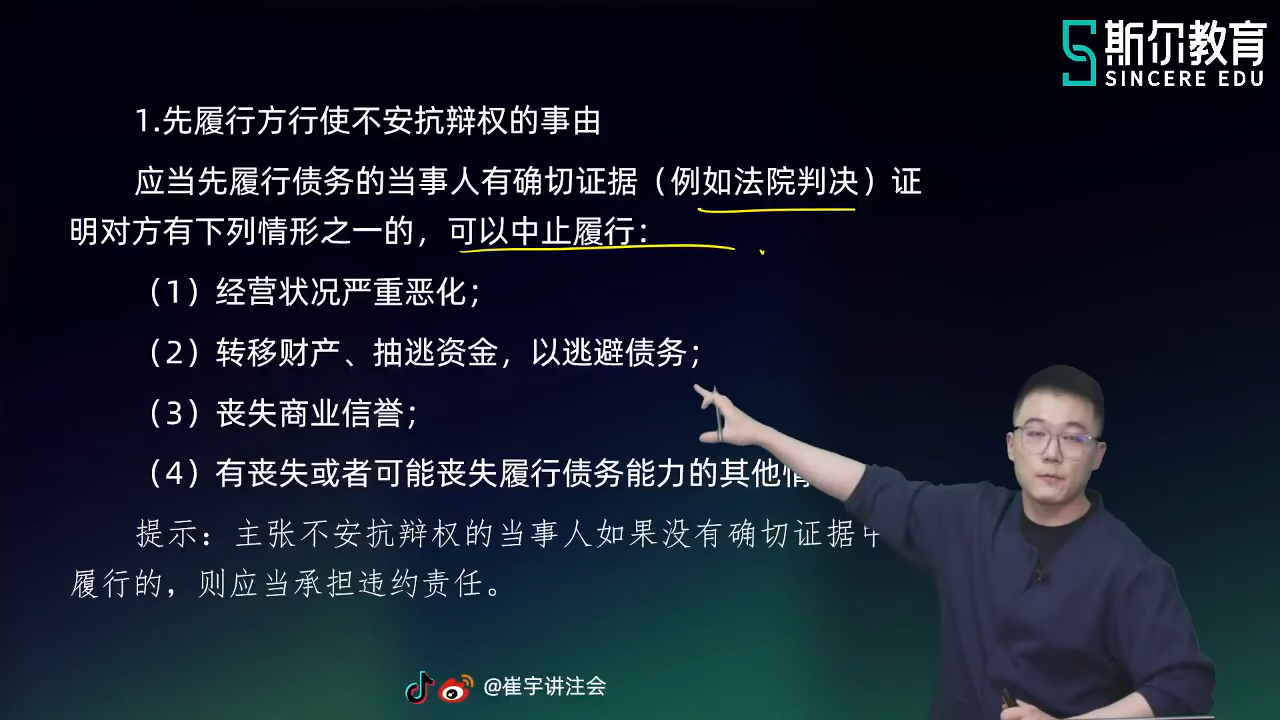 斯尔教育
SINCERE EDU
1.先履行方行使不安抗辩权的事由
应当先履行债务的当事人有确切证据（例如法院判决）证
明对方有下列情形之一的，可以中止履行：
（1）经营状况严重恶化；
（2）转移财产、抽逃资金，以逃避债务；
（3）丧失商业信誉；
（4）有丧失或者可能丧失履行债务能力的其他
提示：主张不安抗辩权的当事人如果没有确切证据
履行的，则应当承担违约责任。
@崔宇讲注会